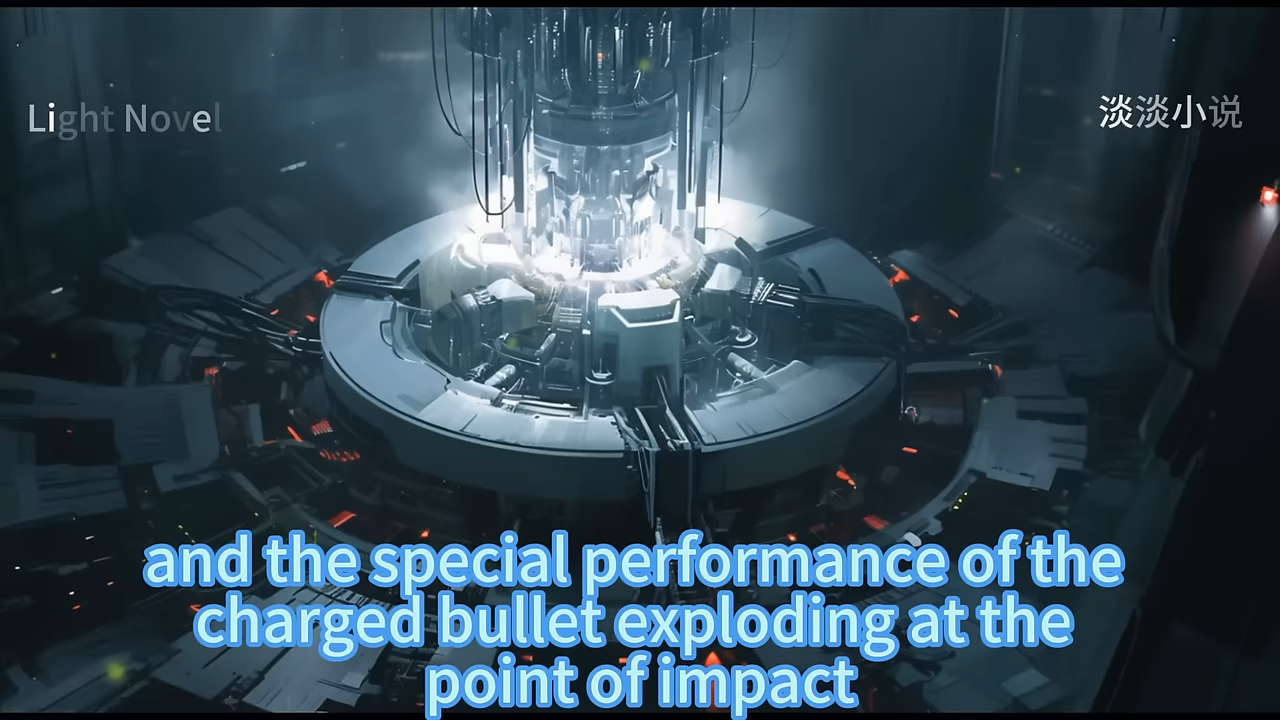 Light Novel
淡淡小说
and the special performance of the
charged bullet exploding at the
point of impact